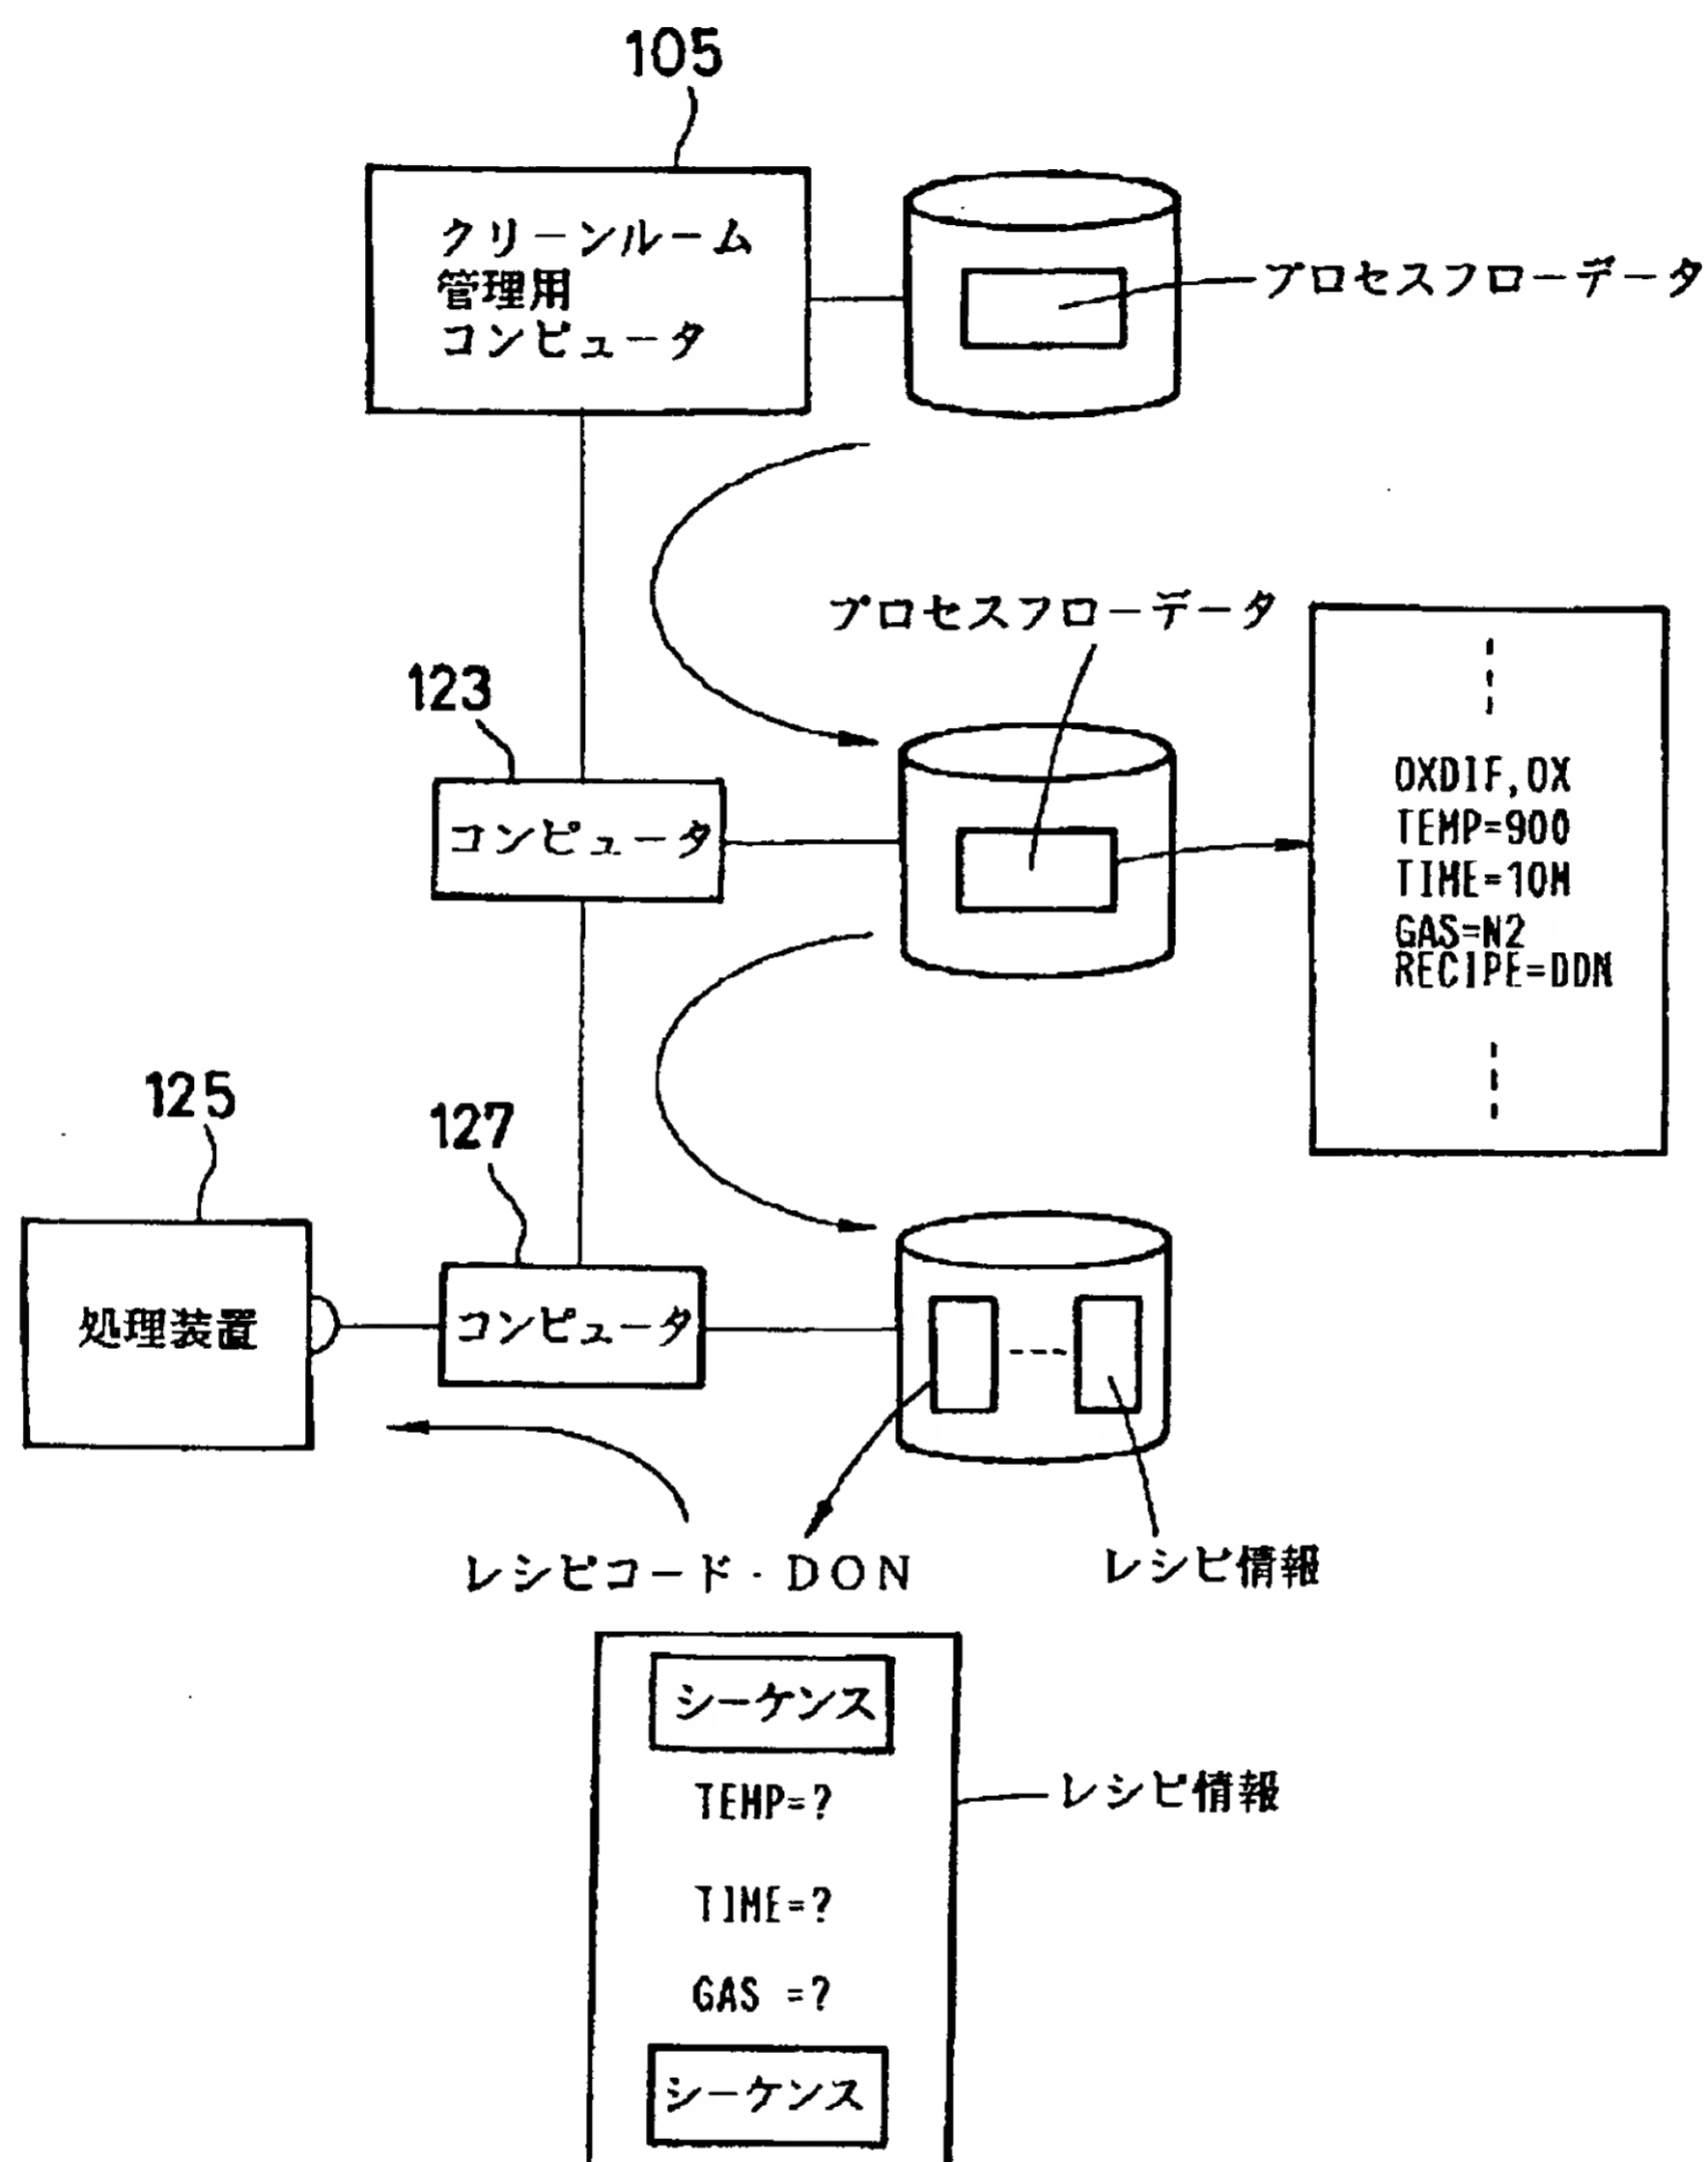 105
クリーンルーム
管理用
コンピュータ
プロセスフローデータ
プロセスフローデータ
123
コンピュータ
OXDIF,OX
TEMP=900
TIME=10M
GAS=N2
RECIPE=DDN
125
127
処理装置
コンピュータ
レシピコード・DON
レシピ情報
シーケンス
TEMP=?
レシピ情報
TIME=?
GAS =?
シーケンス